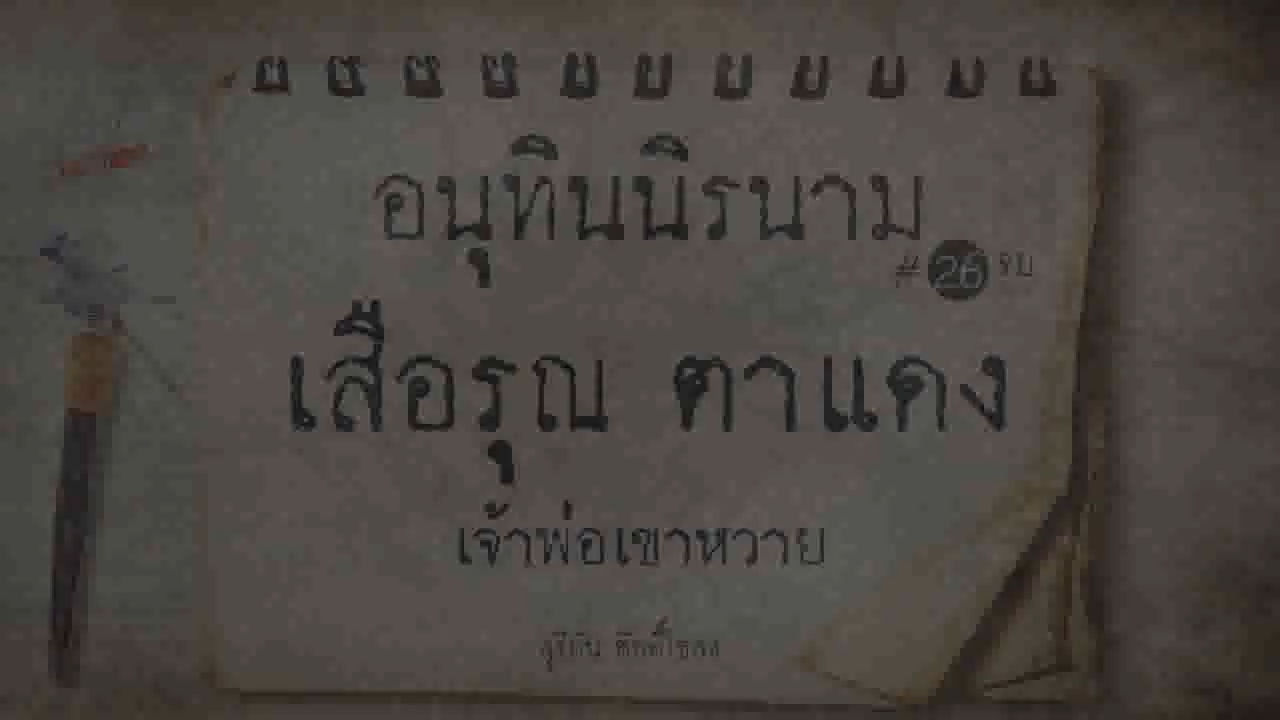 อนุทินนิรนาม
#26 จบ
เสือรุณ ตาแดง
เจ้าพ่อเขาหวาย